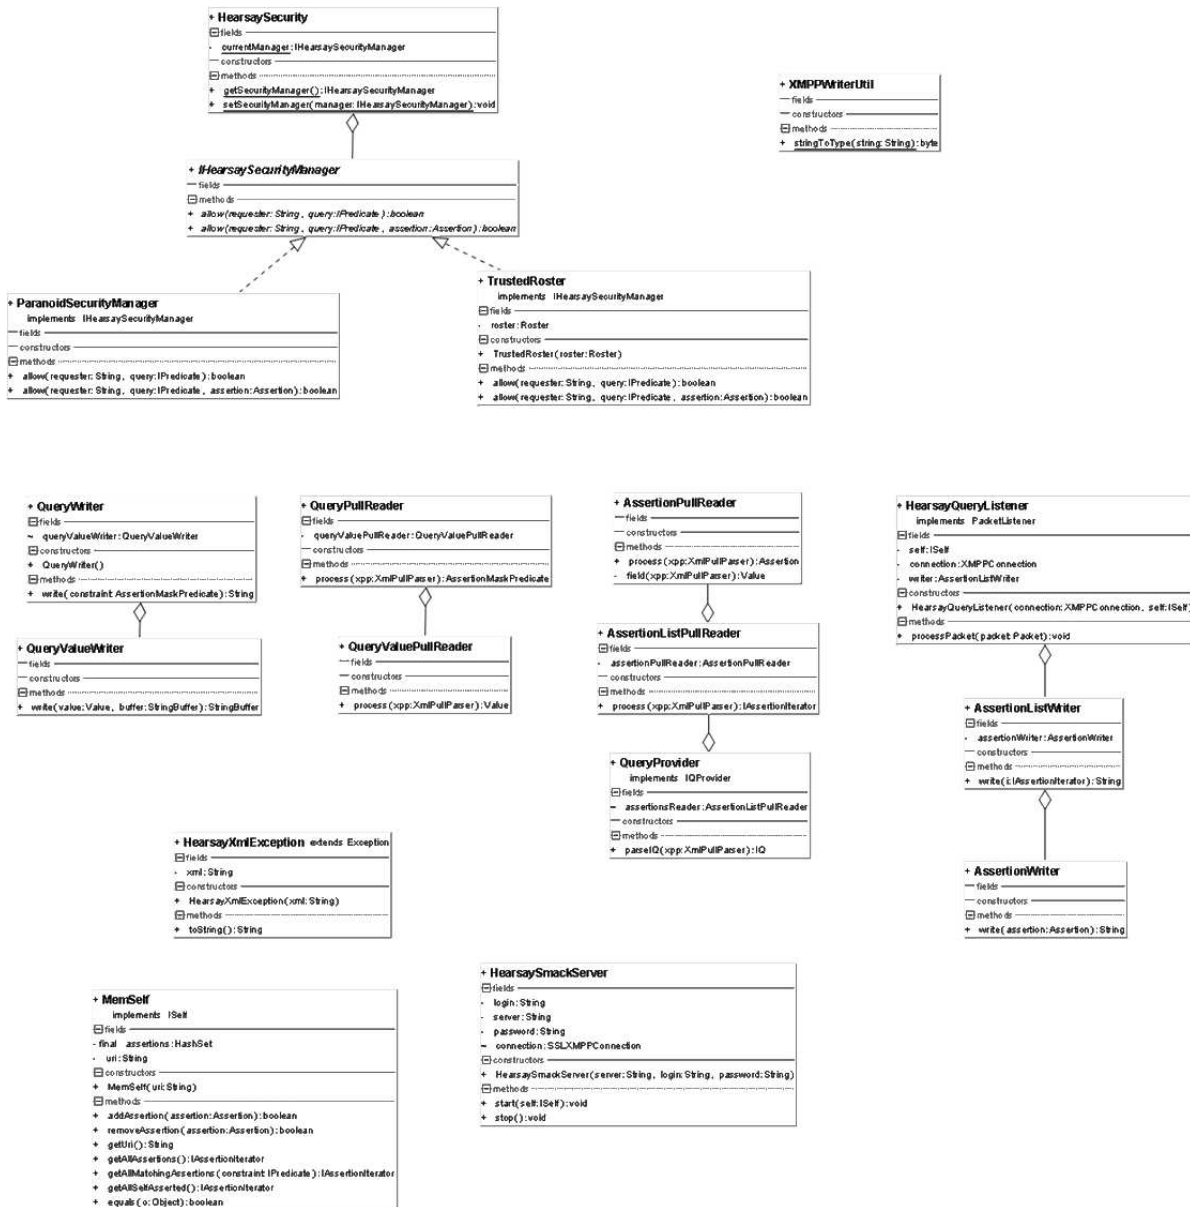 + HearsaySecurity
fields
- currentManager:IHearsaySecurityManager
constructors
methods
+ getSecurityManager():IHearsaySecurityManager
+ setSecurityManager(manager:IHearsaySecurityManager):void
+ XMPPWriterUtil
fields
constructors
methods
+ stringToType(string:String):byte
+ IHearsaySecurityManager
fields
methods
+ allow(requester:String, query:IPredicate):boolean
+ allow(requester:String, query:IPredicate, assertion:Assertion):boolean
+ ParanoidSecurityManager
implements IHearsaySecurityManager
fields
constructors
methods
+ allow(requester:String, query:IPredicate):boolean
+ allow(requester:String, query:IPredicate, assertion:Assertion):boolean
+ TrustedRoster
implements IHearsaySecurityManager
fields
- roster:Roster
constructors
+ TrustedRoster(roster:Roster)
methods
+ allow(requester:String, query:IPredicate):boolean
+ allow(requester:String, query:IPredicate, assertion:Assertion):boolean
+ QueryWriter
fields
~ queryValueWriter:QueryValueWriter
constructors
+ QueryWriter()
methods
+ write(constraint:AssertionMaskPredicate):String
+ QueryValueWriter
fields
constructors
methods
+ write(value:Value, buffer:StringBuffer):StringBuffer
+ QueryPullReader
fields
- queryValuePullReader:QueryValuePullReader
constructors
methods
+ process(xpp:XmlPullParser):AssertionMaskPredicate
+ QueryValuePullReader
fields
constructors
methods
+ process(xpp:XmlPullParser):Value
+ AssertionPullReader
fields
constructors
methods
+ process(xpp:XmlPullParser):Assertion
- field(xpp:XmlPullParser):Value
+ AssertionListPullReader
fields
- assertionPullReader:AssertionPullReader
constructors
methods
+ process(xpp:XmlPullParser):IAssertionIterator
+ QueryProvider
implements IQProvider
fields
~ assertionsReader:AssertionListPullReader
constructors
methods
+ parseIQ(xpp:XmlPullParser):IQ
+ HearsayQueryListener
implements PacketListener
fields
- self:ISelf
- connection:XMPPConnection
- writer:AssertionListWriter
constructors
+ HearsayQueryListener(connection:XMPPConnection, self:ISelf)
methods
+ processPacket(packet:Packet):void
+ AssertionListWriter
fields
- assertionWriter:AssertionWriter
constructors
methods
+ write(i:IAssertionIterator):String
+ AssertionWriter
fields
constructors
methods
+ write(assertion:Assertion):String
+ HearsayXmlException extends Exception
fields
- xml:String
constructors
+ HearsayXmlException(xml:String)
methods
+ toString():String
+ MemSelf
implements ISelf
fields
- final assertions:HashSet
- uri:String
constructors
+ MemSelf(uri:String)
methods
+ addAssertion(assertion:Assertion):boolean
+ removeAssertion(assertion:Assertion):boolean
+ getUri():String
+ getAllAssertions():IAssertionIterator
+ getAllMatchingAssertions(constraint:IPredicate):IAssertionIterator
+ getAllSelfAsserted():IAssertionIterator
+ equals(o:Object):boolean
+ HearsaySmackServer
fields
- login:String
- server:String
- password:String
~ connection:SSLXMPPConnection
constructors
+ HearsaySmackServer(server:String, login:String, password:String)
methods
+ start(self:ISelf):void
+ stop():void